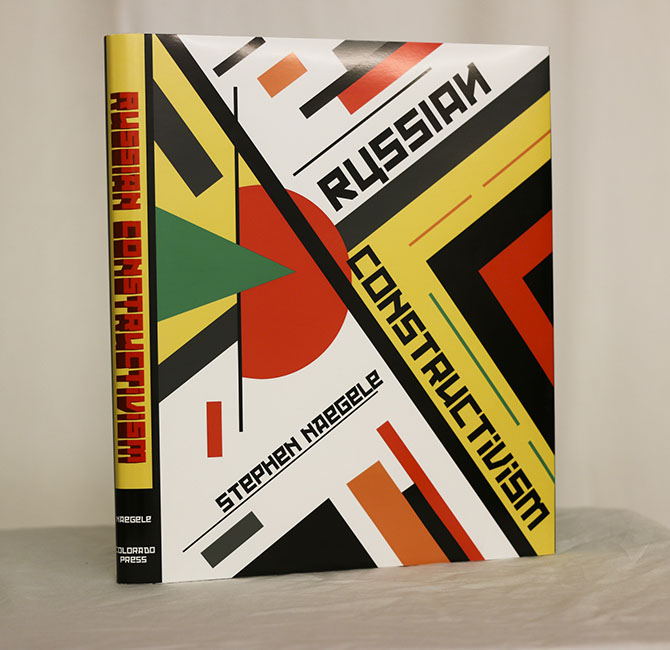 RUSSIAN CONSTRUCTIVISM
NAEGELE
COLORADO
PRESS
RUSSIAN
CONSTRUCTIViSM
STEPHEN NAEGELE